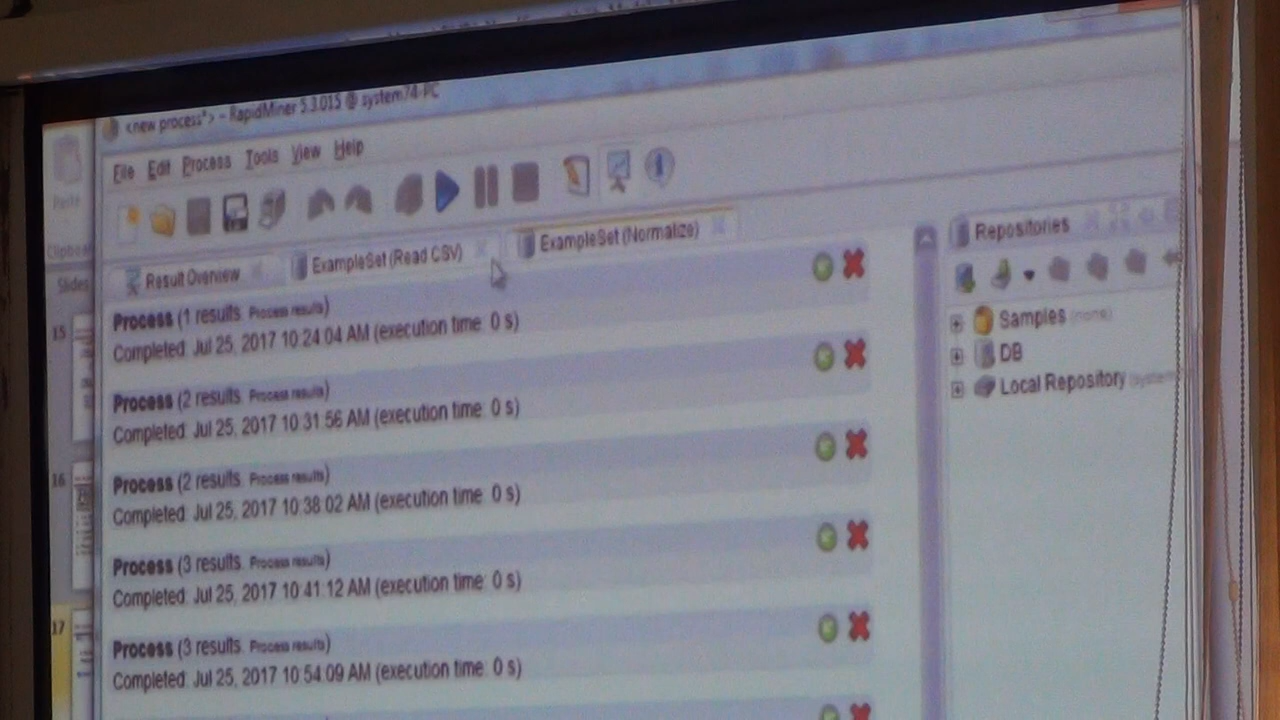 <new process*> – RapidMiner 5.3.015 @ system74-PC
File Edit Process Tools View Help
Paste
Clipboar
Slides
Result Overview
ExampleSet (Read CSV)
ExampleSet (Normalize)
Repositories
Process (1 results. Process results)
Completed: Jul 25, 2017 10:24:04 AM (execution time: 0 s)
Process (2 results. Process results)
Completed: Jul 25, 2017 10:31:56 AM (execution time: 0 s)
Process (2 results. Process results)
Completed: Jul 25, 2017 10:38:02 AM (execution time: 0 s)
Process (3 results. Process results)
Completed: Jul 25, 2017 10:41:12 AM (execution time: 0 s)
Process (3 results. Process results)
Completed: Jul 25, 2017 10:54:09 AM (execution time: 0 s)
Samples (none)
DB
Local Repository (system
15
16
17